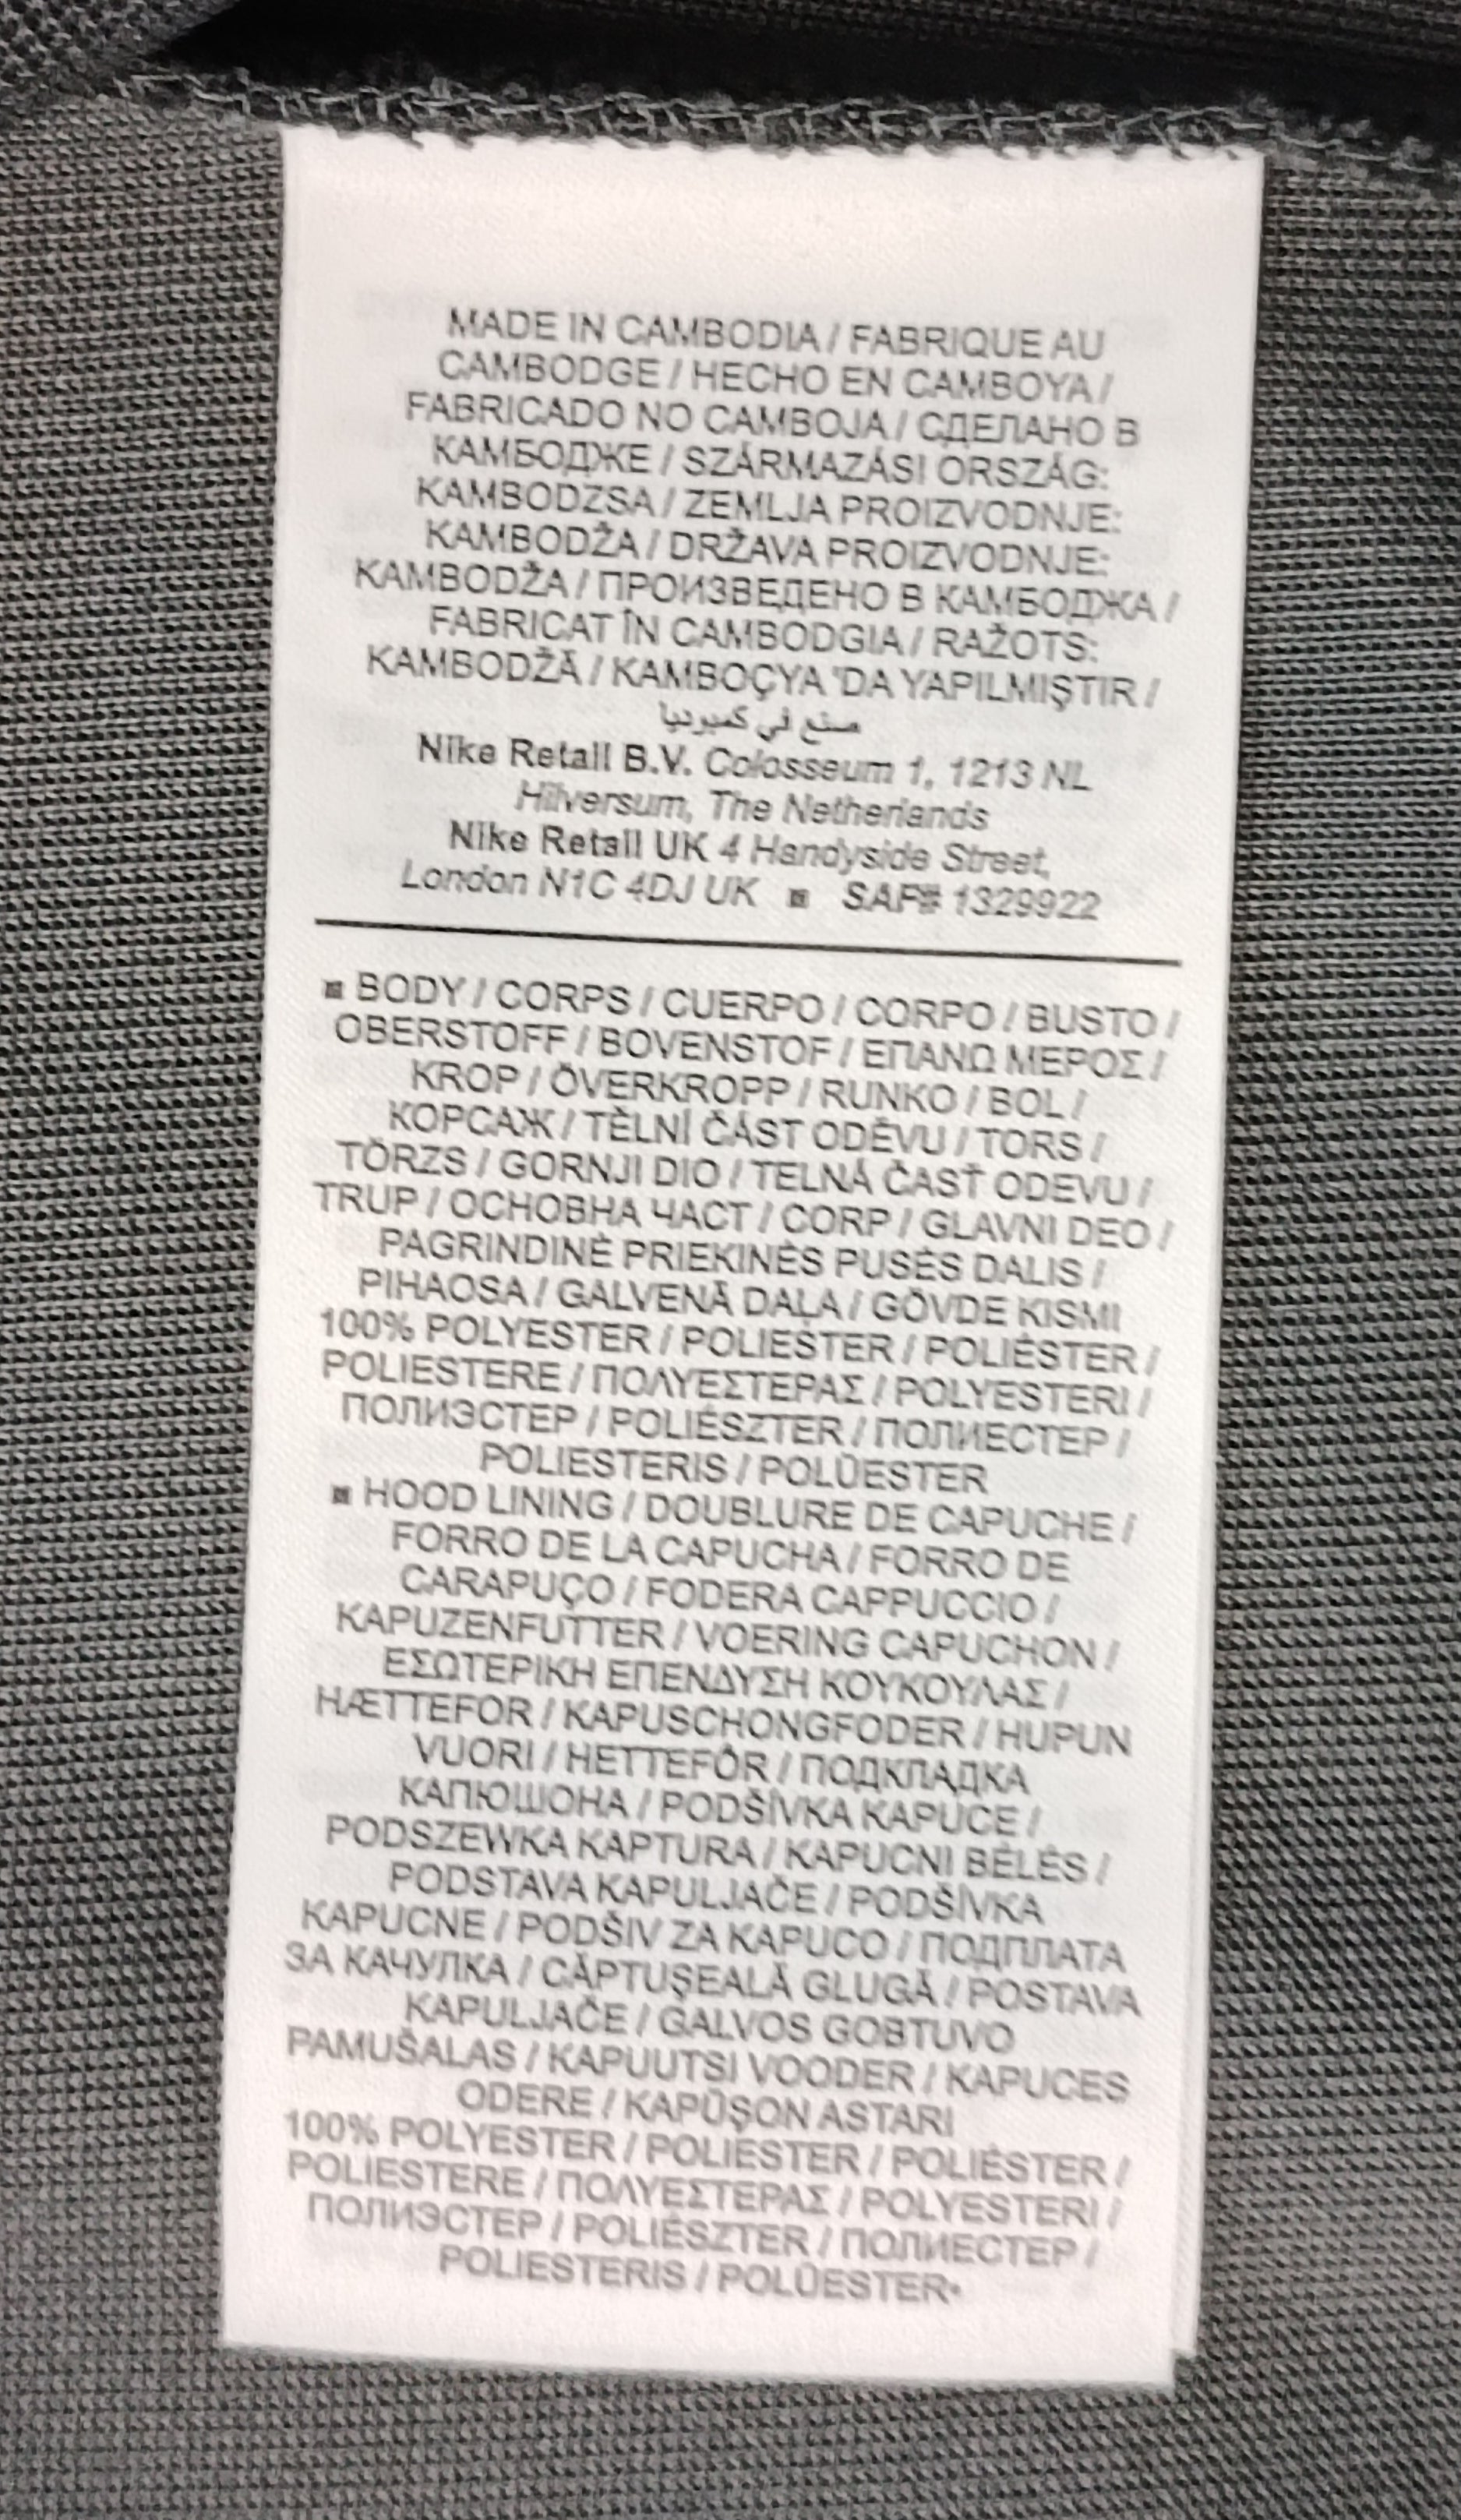 MADE IN CAMBODIA / FABRIQUE AU
CAMBODGE / HECHO EN CAMBOYA /
FABRICADO NO CAMBOJA / СДЕЛАНО В
КАМБОДЖЕ / SZÁRMAZÁSI ORSZÁG:
KAMBODZSA / ZEMLJA PROIZVODNJE:
KAMBODŽA / DRŽAVA PROIZVODNJE:
KAMBODŽA / ПРОИЗВЕДЕНО В КАМБОДЖА /
FABRICAT ÎN CAMBODGIA / RAŽOTS:
KAMBODŽĀ / KAMBOÇYA 'DA YAPILMIŞTIR /
صنع في كمبوديا
Nike Retail B.V. Colosseum 1, 1213 NL
Hilversum, The Netherlands
Nike Retail UK 4 Handyside Street,
London N1C 4DJ UK ▪ SAF# 1329922
▪ BODY / CORPS / CUERPO / CORPO / BUSTO /
OBERSTOFF / BOVENSTOF / ΕΠΑΝΩ ΜΕΡΟΣ /
KROP / ÖVERKROPP / RUNKO / BOL /
КОРСАЖ / TĚLNÍ ČÁST ODĚVU / TORS /
TÖRZS / GORNJI DIO / TELNÁ ČASŤ ODEVU /
TRUP / ОСНОВНА ЧАСТ / CORP / GLAVNI DEO /
PAGRINDINĖ PRIEKINĖS PUSĖS DALIS /
PIHAOSA / GALVENĀ DAĻA / GÖVDE KISMI
100% POLYESTER / POLIESTER / POLIÉSTER /
POLIESTERE / ΠΟΛΥΕΣΤΕΡΑΣ / POLYESTERI /
ПОЛИЭСТЕР / POLIÉSZTER / ПОЛИЕСТЕР /
POLIESTERIS / POLÜESTER
▪ HOOD LINING / DOUBLURE DE CAPUCHE /
FORRO DE LA CAPUCHA / FORRO DE
CARAPUÇO / FODERA CAPPUCCIO /
KAPUZENFUTTER / VOERING CAPUCHON /
ΕΣΩΤΕΡΙΚΗ ΕΠΕΝΔΥΣΗ ΚΟΥΚΟΥΛΑΣ /
HÆTTEFOR / KAPUSCHONGFODER / HUPUN
VUORI / HETTEFÔR / ПОДКЛАДКА
КАПЮШОНА / PODŠÍVKA KAPUCE /
PODSZEWKA KAPTURA / KAPUCNI BÉLÉS /
PODSTAVA KAPULJAČE / PODŠÍVKA
KAPUCNE / PODŠIV ZA KAPUCO / ПОДПЛАТА
ЗА КАЧУЛКА / CĂPTUŞEALĂ GLUGĂ / POSTAVA
KAPULJAČE / GALVOS GOBTUVO
PAMUŠALAS / KAPUUTSI VOODER / KAPUCES
ODERE / KAPÜŞON ASTARI
100% POLYESTER / POLIESTER / POLIÉSTER /
POLIESTERE / ΠΟΛΥΕΣΤΕΡΑΣ / POLYESTERI /
ПОЛИЭСТЕР / POLIÉSZTER / ПОЛИЕСТЕР /
POLIESTERIS / POLÜESTER•